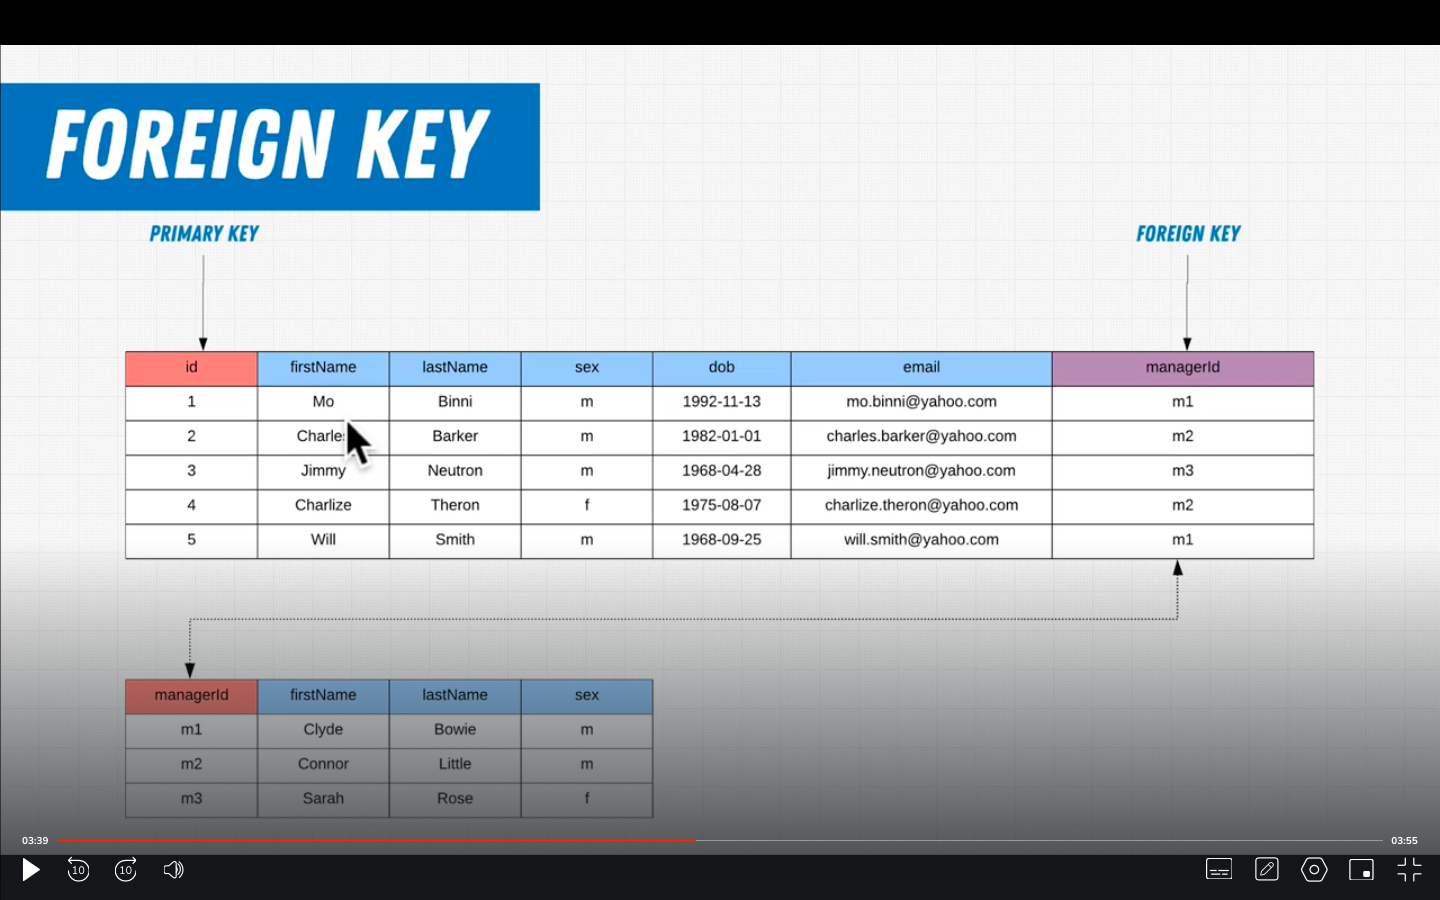 FOREIGN KEY
PRIMARY KEY
FOREIGN KEY
id firstName lastName sex dob email managerId
1 Mo Binni m 1992-11-13 mo.binni@yahoo.com m1
2 Charles Barker m 1982-01-01 charles.barker@yahoo.com m2
3 Jimmy Neutron m 1968-04-28 jimmy.neutron@yahoo.com m3
4 Charlize Theron f 1975-08-07 charlize.theron@yahoo.com m2
5 Will Smith m 1968-09-25 will.smith@yahoo.com m1
managerId firstName lastName sex
m1 Clyde Bowie m
m2 Connor Little m
m3 Sarah Rose f
03:39 03:55
10 10